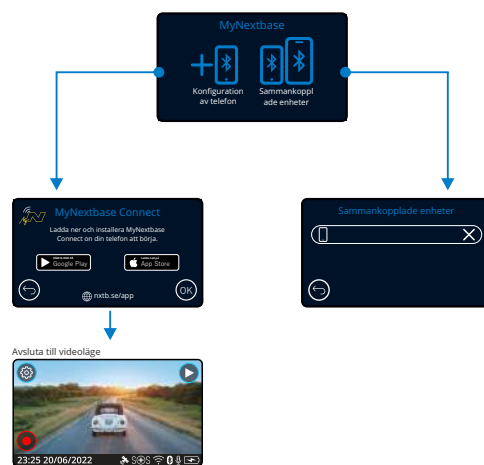 MyNextbase
Konfiguration
av telefon
Sammankoppl
ade enheter
MyNextbase Connect
Ladda ner och installera MyNextbase
Connect on din telefon att börja.
Google Play
App Store
nxtb.se/app
OK
Sammankopplade enheter
Avsluta till videoläge
23:25 20/06/2022
SOS